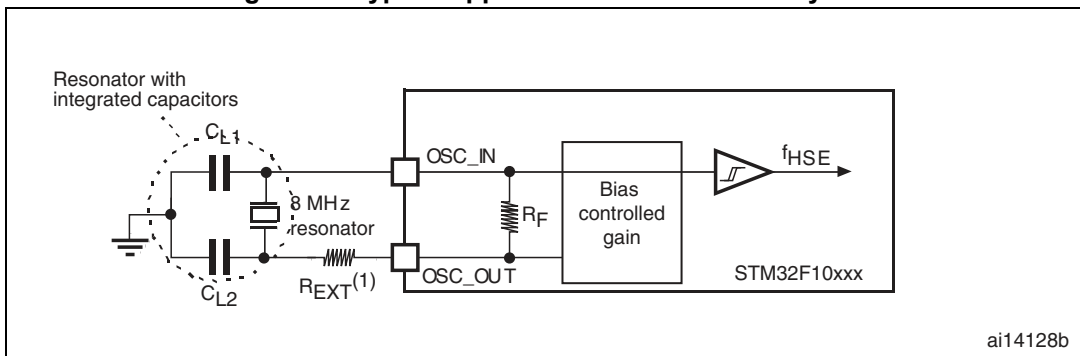 Resonator with
integrated capacitors
CL1
OSC_IN
fHSE
8 MHz
resonator
RF
Bias
controlled
gain
STM32F10xxx
OSC_OUT
REXT(1)
CL2
ai14128b